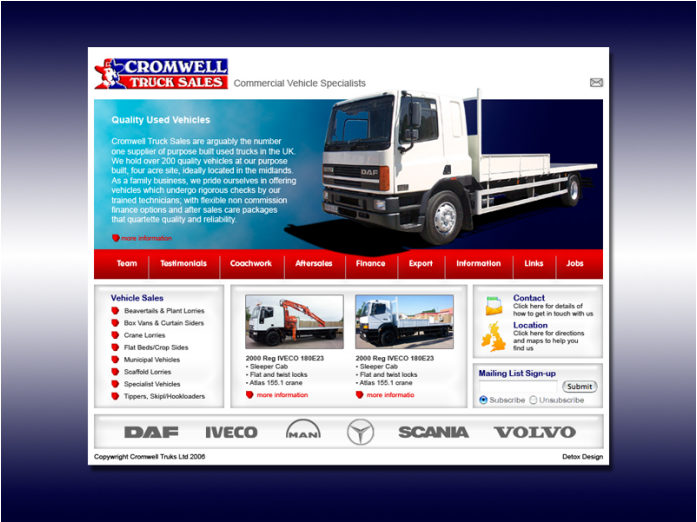 CROMWELL
TRUCK SALES
Commercial Vehicle Specialists
Quality Used Vehicles
Cromwell Truck Sales are arguably the number
one supplier of purpose built used trucks in the UK.
We hold over 200 quality vehicles at our purpose
built, four acre site, ideally located in the midlands.
As a family business, we pride ourselves in offering
vehicles which undergo rigorous checks by our
trained technicians; with flexible non commission
finance options and after sales care packages
that quartette quality and reliability.
more information
DAF
Team Testimonials Coachwork Aftersales Finance Export Information Links Jobs
Vehicle Sales
Beavertails & Plant Lorries
Box Vans & Curtain Siders
Crane Lorries
Flat Beds/Crop Sides
Municipal Vehicles
Scaffold Lorries
Specialist Vehicles
Tippers, Skipl/Hookloaders
2000 Reg IVECO 180E23
• Sleeper Cab
• Flat and twist locks
• Atlas 155.1 crane
more information
2000 Reg IVECO 180E23
• Sleeper Cab
• Flat and twist locks
• Atlas 155.1 crane
more informatio
Contact
Click here for details of
how to get in touch with
Location
Click here for directions
and maps to help you
find us
Mailing List Sign-up
Submit
Subscribe Unsubscribe
DAF IVECO MAN SCANIA VOLVO
Copywright Cromwell Truks Ltd 2006
Detox Design